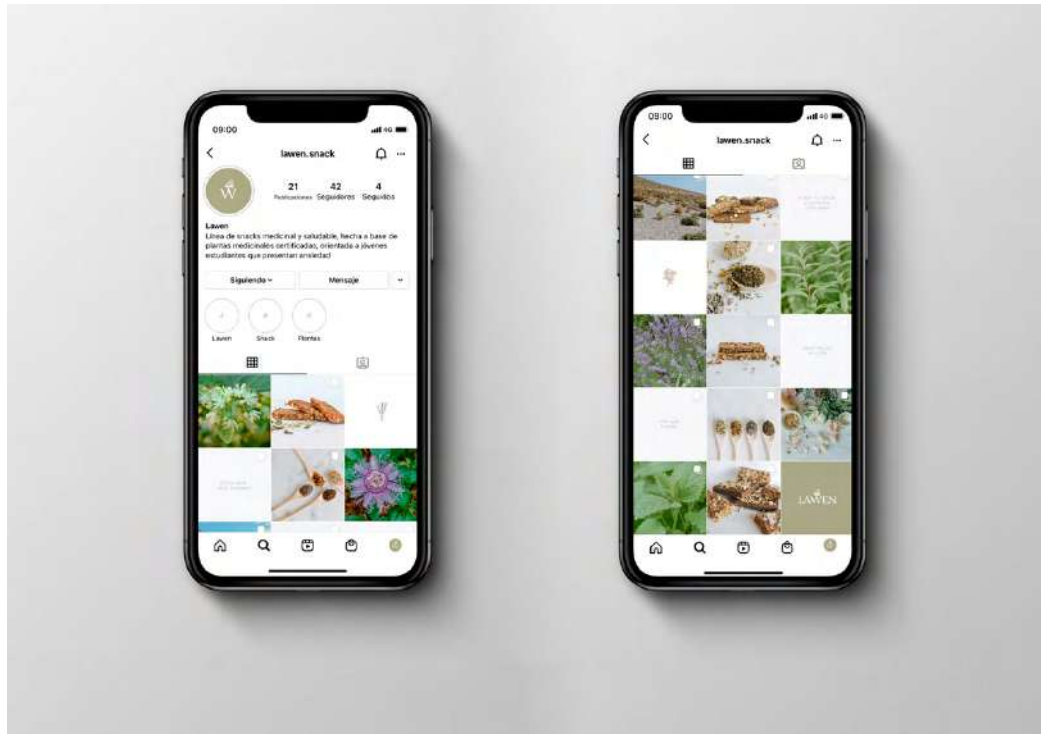 09:00
4G
lawen.snack
W
21 42 4
Publicaciones Seguidores Seguidos
Lawen
Línea de snacks medicinal y saludable, hecha a base de
plantas medicinales certificadas, orientada a jóvenes
estudiantes que presentan ansiedad
Siguiendo Mensaje
Lawen Snack Plantas
09:00
4G
lawen.snack
LAWEN